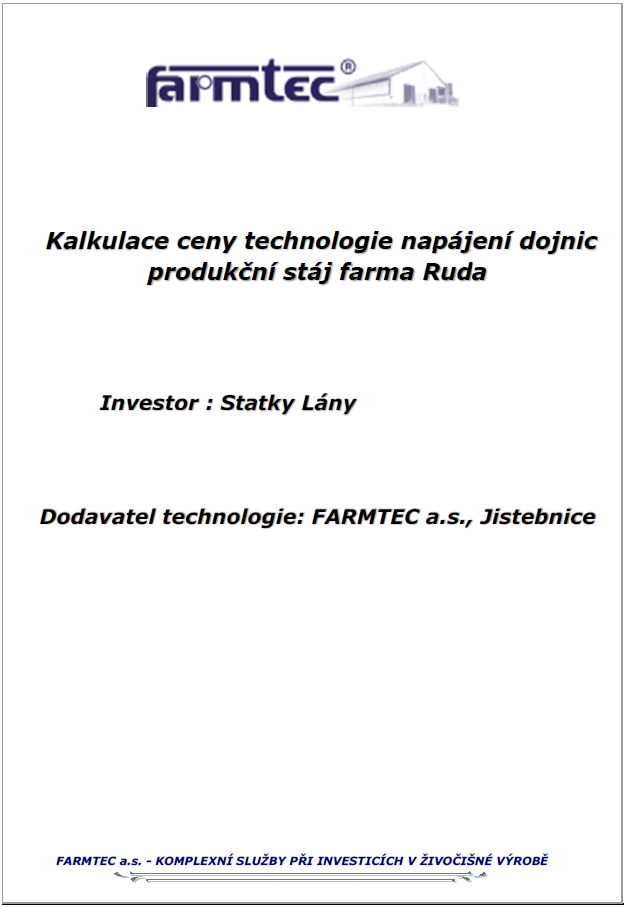 farmtec®
Kalkulace ceny technologie napájení dojnic
produkční stáj farma Ruda
Investor : Statky Lány
Dodavatel technologie: FARMTEC a.s., Jistebnice
FARMTEC a.s. - KOMPLEXNÍ SLUŽBY PŘI INVESTICÍCH V ŽIVOČIŠNÉ VÝROBĚ